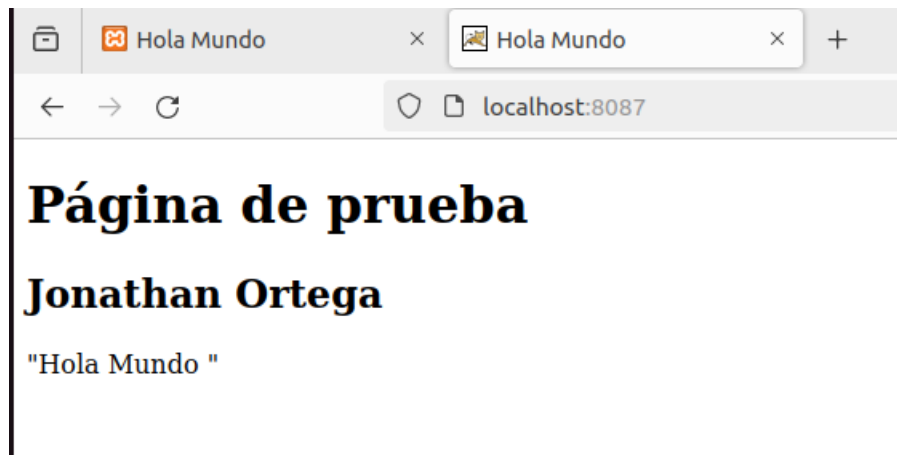 Hola Mundo
Hola Mundo
localhost:8087
Página de prueba
Jonathan Ortega
"Hola Mundo "